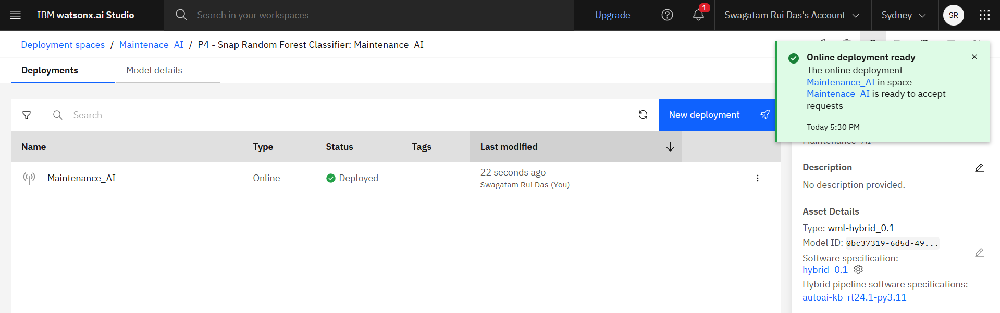 IBM watsonx.ai Studio
Search in your workspaces
Upgrade
1
Swagatam Rui Das's Account
Sydney
SR
Deployment spaces / Maintenace_AI / P4 - Snap Random Forest Classifier: Maintenance_AI
Deployments
Model details
Online deployment ready
The online deployment
Maintenance_AI in space
Maintenace_AI is ready to accept
requests
Today 5:30 PM
Search
New deployment
Name Type Status Tags Last modified
Maintenance_AI Online Deployed 22 seconds ago
Swagatam Rui Das (You)
Maintenance_AI
Description
No description provided.
Asset Details
Type: wml-hybrid_0.1
Model ID: 0bc37319-6d5d-49...
Software specification:
hybrid_0.1
Hybrid pipeline software specifications:
autoai-kb_rt24.1-py3.11